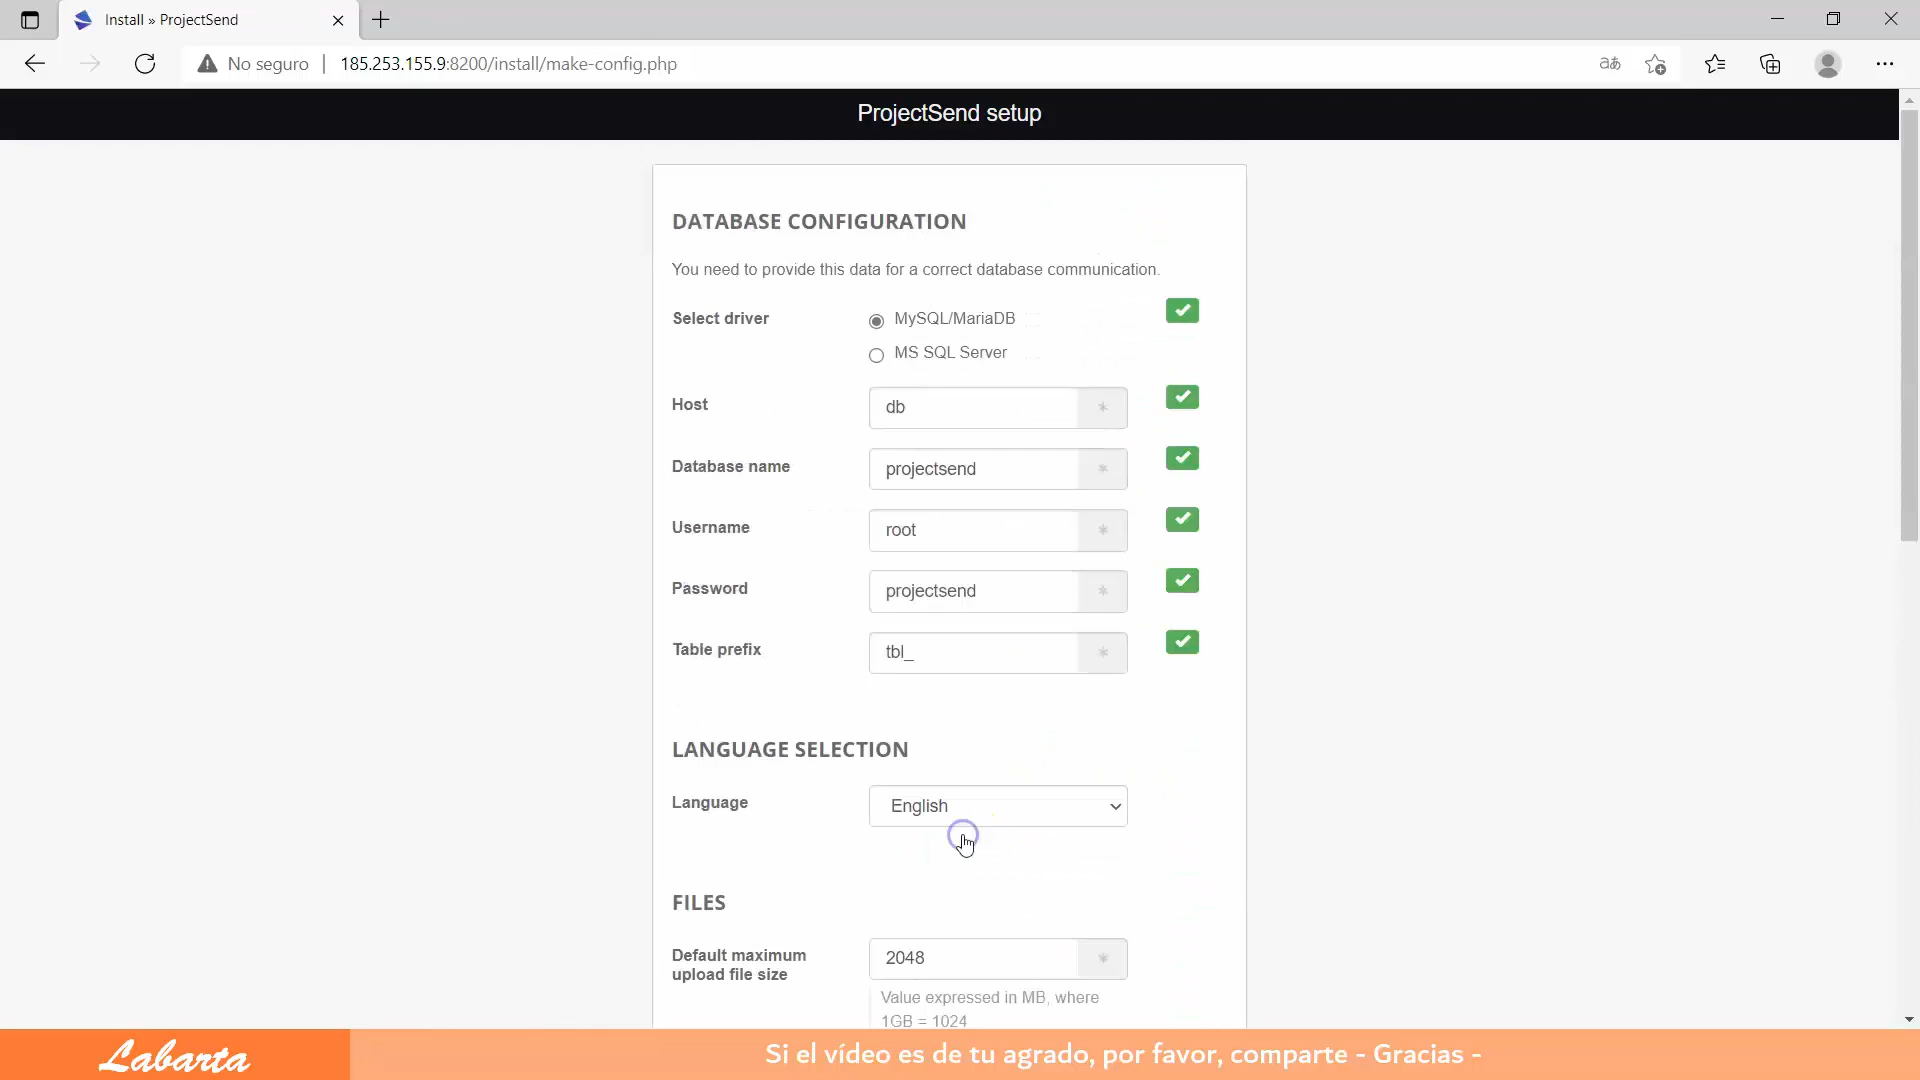 Install » ProjectSend
No seguro
185.253.155.9:8200/install/make-config.php
aあ
ProjectSend setup
DATABASE CONFIGURATION
You need to provide this data for a correct database communication.
Select driver
MySQL/MariaDB
MS SQL Server
Host
db
Database name
projectsend
Username
root
Password
projectsend
Table prefix
tbl_
LANGUAGE SELECTION
Language
English
FILES
Default maximum
upload file size
2048
Value expressed in MB, where
1GB = 1024
Labarta
Si el vídeo es de tu agrado, por favor, comparte - Gracias -